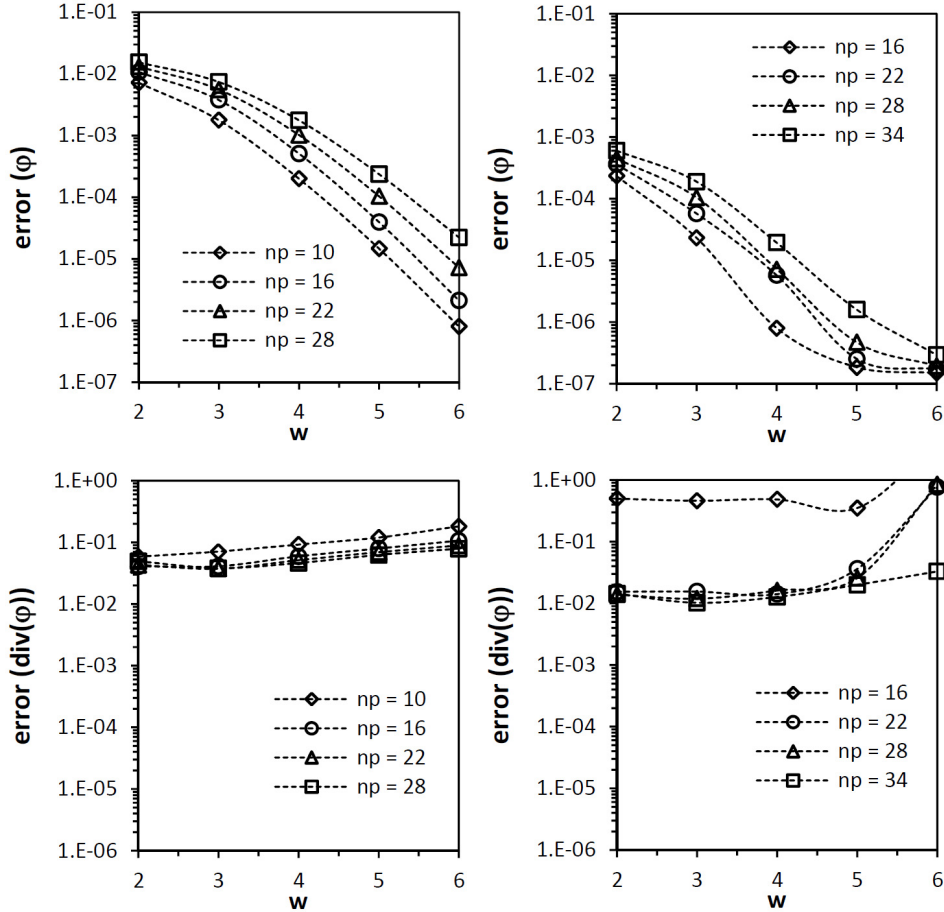 error (φ)
1.E-01
1.E-02
1.E-03
1.E-04
1.E-05
1.E-06
1.E-07
np = 10
np = 16
np = 22
np = 28
2 3 4 5 6
w
error (φ)
1.E-01
1.E-02
1.E-03
1.E-04
1.E-05
1.E-06
1.E-07
np = 16
np = 22
np = 28
np = 34
2 3 4 5 6
w
error (div(φ))
1.E+00
1.E-01
1.E-02
1.E-03
1.E-04
1.E-05
1.E-06
np = 10
np = 16
np = 22
np = 28
2 3 4 5 6
w
error (div(φ))
1.E+00
1.E-01
1.E-02
1.E-03
1.E-04
1.E-05
1.E-06
np = 16
np = 22
np = 28
np = 34
2 3 4 5 6
w